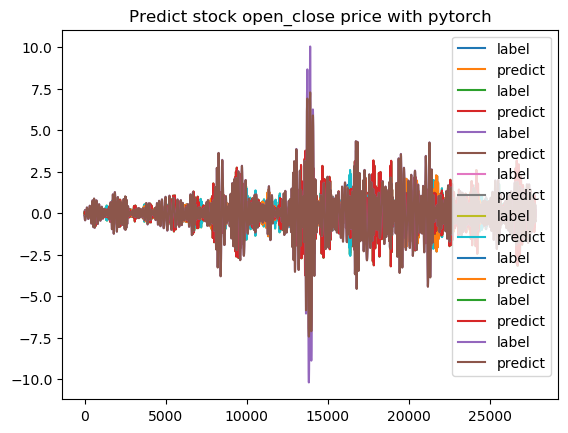 Predict stock open_close price with pytorch
10.0
7.5
5.0
2.5
0.0
−2.5
−5.0
−7.5
−10.0
0
5000
10000
15000
20000
25000
label
predict
label
predict
label
predict
label
predict
label
predict
label
predict
label
predict
label
predict